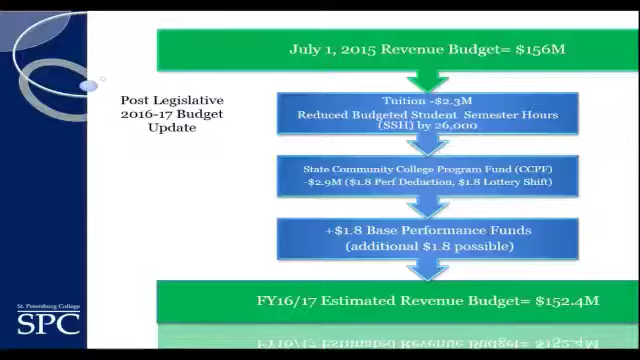 July 1, 2015 Revenue Budget= $156M
Post Legislative
2016-17 Budget
Update
Tuition -$2.3M
Reduced Budgeted Student Semester Hours
(SSH) by 26,000
State Community College Program Fund (CCPF)
-$2.9M ($1.8 Perf Deduction, $1.8 Lottery Shift)
+$1.8 Base Performance Funds
(additional $1.8 possible)
FY16/17 Estimated Revenue Budget= $152.4M
St. Petersburg College
SPC